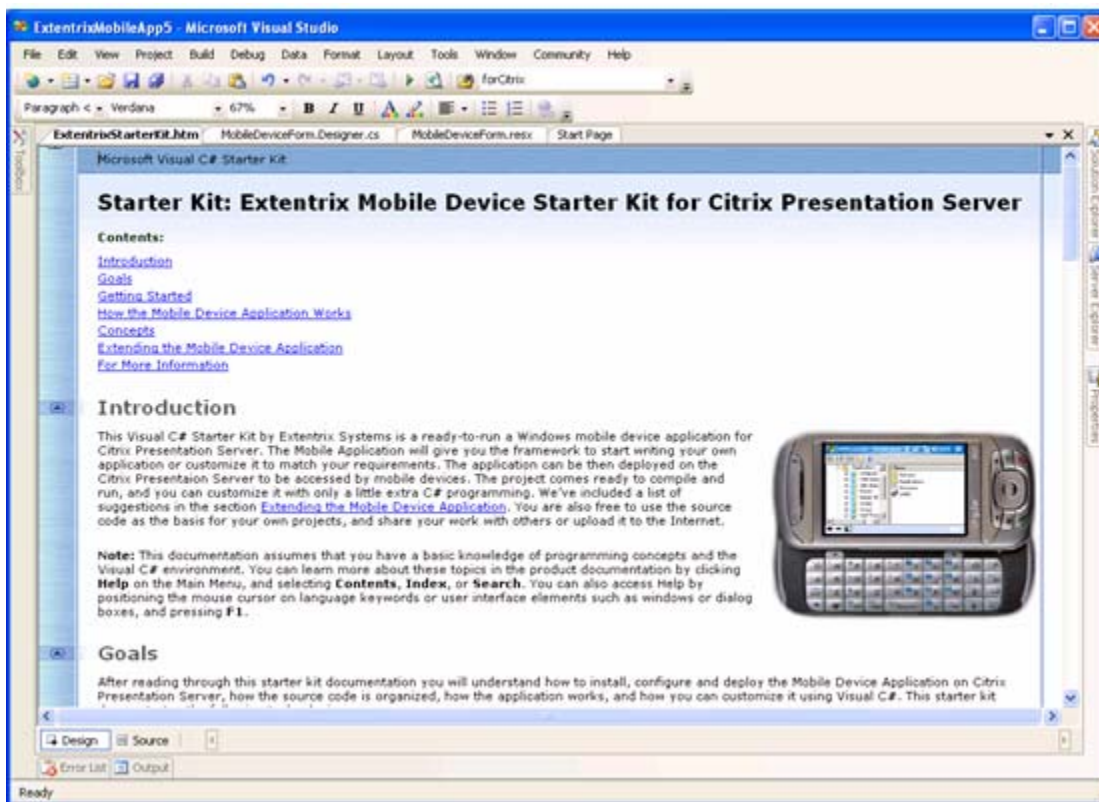 ExtentrixMobileApp5 - Microsoft Visual Studio
File Edit View Project Build Debug Data Format Layout Tools Window Community Help
forCitrix
Paragraph < Verdana 67% B I U A
ExtentrixStarterKit.htm MobileDeviceForm.Designer.cs MobileDeviceForm.resx Start Page
Toolbox
Microsoft Visual C# Starter Kit
Starter Kit: Extentrix Mobile Device Starter Kit for Citrix Presentation Server
Contents:
Introduction
Goals
Getting Started
How the Mobile Device Application Works
Concepts
Extending the Mobile Device Application
For More Information
Introduction
This Visual C# Starter Kit by Extentrix Systems is a ready-to-run a Windows mobile device application for
Citrix Presentation Server. The Mobile Application will give you the framework to start writing your own
application or customize it to match your requirements. The application can be then deployed on the
Citrix Presentaion Server to be accessed by mobile devices. The project comes ready to compile and
run, and you can customize it with only a little extra C# programming. We've included a list of
suggestions in the section Extending the Mobile Device Application. You are also free to use the source
code as the basis for your own projects, and share your work with others or upload it to the Internet.
Note: This documentation assumes that you have a basic knowledge of programming concepts and the
Visual C# environment. You can learn more about these topics in the product documentation by clicking
Help on the Main Menu, and selecting Contents, Index, or Search. You can also access Help by
positioning the mouse cursor on language keywords or user interface elements such as windows or dialog
boxes, and pressing F1.
Goals
After reading through this starter kit documentation you will understand how to install, configure and deploy the Mobile Device Application on Citrix
Presentation Server, how the source code is organized, how the application works, and how you can customize it using Visual C#. This starter kit
Solution Explorer
Server Explorer
Properties
Design Source
Error List Output
Ready